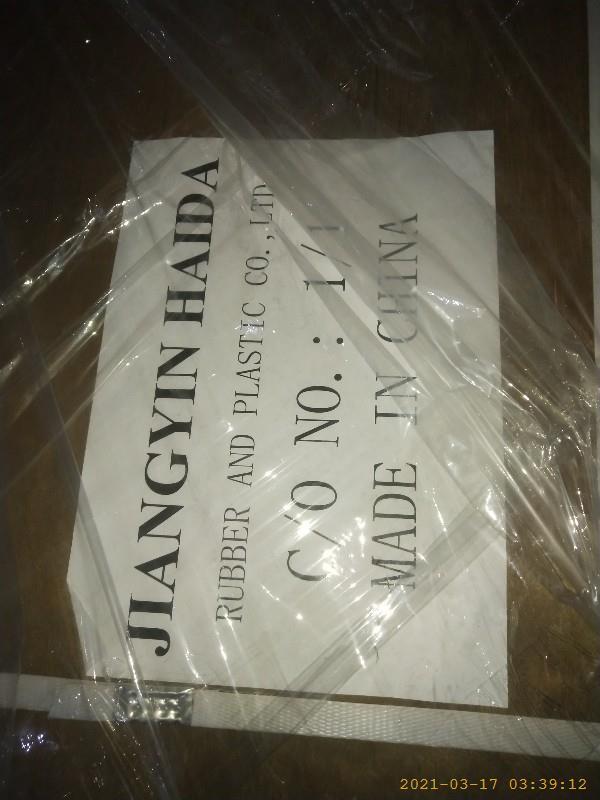 JIANGYIN HAIDA
RUBBER AND PLASTIC CO.,LTD
C/O NO.: 1/1
MADE IN CHINA
2021-03-17 03:39:12